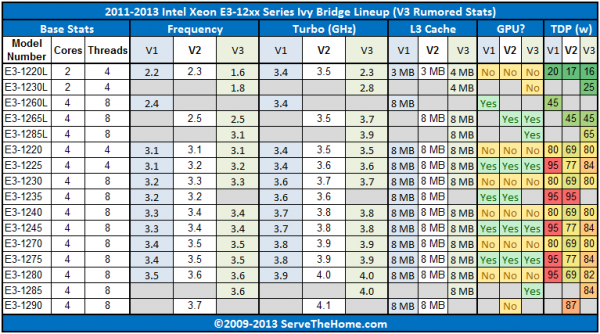 2011-2013 Intel Xeon E3-12xx Series Ivy Bridge Lineup (V3 Rumored Stats)
Base Stats Frequency Turbo (GHz) L3 Cache GPU? TDP (w)
Model Number Cores Threads V1 V2 V3 V1 V2 V3 V1 V2 V3 V1 V2 V3 V1 V2 V3
E3-1220L 2 4 2.2 2.3 1.6 3.4 3.5 2.3 3 MB 3 MB 4 MB No No No 20 17 16
E3-1230L 2 4 1.8 2.8 4 MB No 25
E3-1260L 4 8 2.4 3.4 8 MB Yes 45
E3-1265L 4 8 2.5 2.5 3.5 3.7 8 MB 8 MB Yes Yes 45 45
E3-1285L 4 8 3.1 3.9 8 MB Yes 65
E3-1220 4 8 3.1 3.1 3.1 3.4 3.5 3.5 8 MB 8 MB 8 MB No No No 80 69 80
E3-1225 4 8 3.1 3.2 3.2 3.4 3.6 3.6 8 MB 8 MB 8 MB Yes Yes Yes 95 77 84
E3-1230 4 8 3.2 3.3 3.3 3.6 3.7 3.7 8 MB 8 MB 8 MB No No No 80 69 80
E3-1235 4 8 3.2 3.2 3.6 3.6 8 MB 8 MB Yes Yes 95 95
E3-1240 4 8 3.3 3.4 3.4 3.7 3.8 3.8 8 MB 8 MB 8 MB No No No 80 69 80
E3-1245 4 8 3.3 3.4 3.4 3.7 3.8 3.8 8 MB 8 MB 8 MB Yes Yes Yes 95 77 84
E3-1270 4 8 3.4 3.5 3.5 3.8 3.9 3.9 8 MB 8 MB 8 MB No No No 80 69 80
E3-1275 4 8 3.4 3.5 3.5 3.8 3.9 3.9 8 MB 8 MB 8 MB Yes Yes Yes 95 77 84
E3-1280 4 8 3.5 3.6 3.6 3.9 4.0 4.0 8 MB 8 MB 8 MB No No No 95 69 82
E3-1285 4 8 3.6 4.0 8 MB Yes 84
E3-1290 4 8 3.7 4.1 8 MB 8 MB No 87
©2009-2013 ServeTheHome.com